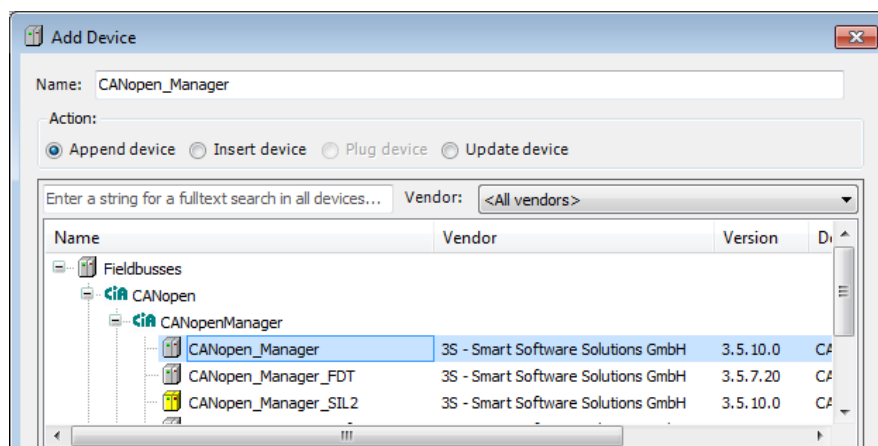 Add Device
Name: CANopen_Manager
Action:
Append device Insert device Plug device Update device
Enter a string for a fulltext search in all devices... Vendor: <All vendors>
Name Vendor Version
Fieldbusses
CiA CANopen
CiA CANopenManager
CANopen_Manager 3S - Smart Software Solutions GmbH 3.5.10.0
CANopen_Manager_FDT 3S - Smart Software Solutions GmbH 3.5.7.20
CANopen_Manager_SIL2 3S - Smart Software Solutions GmbH 3.5.10.0